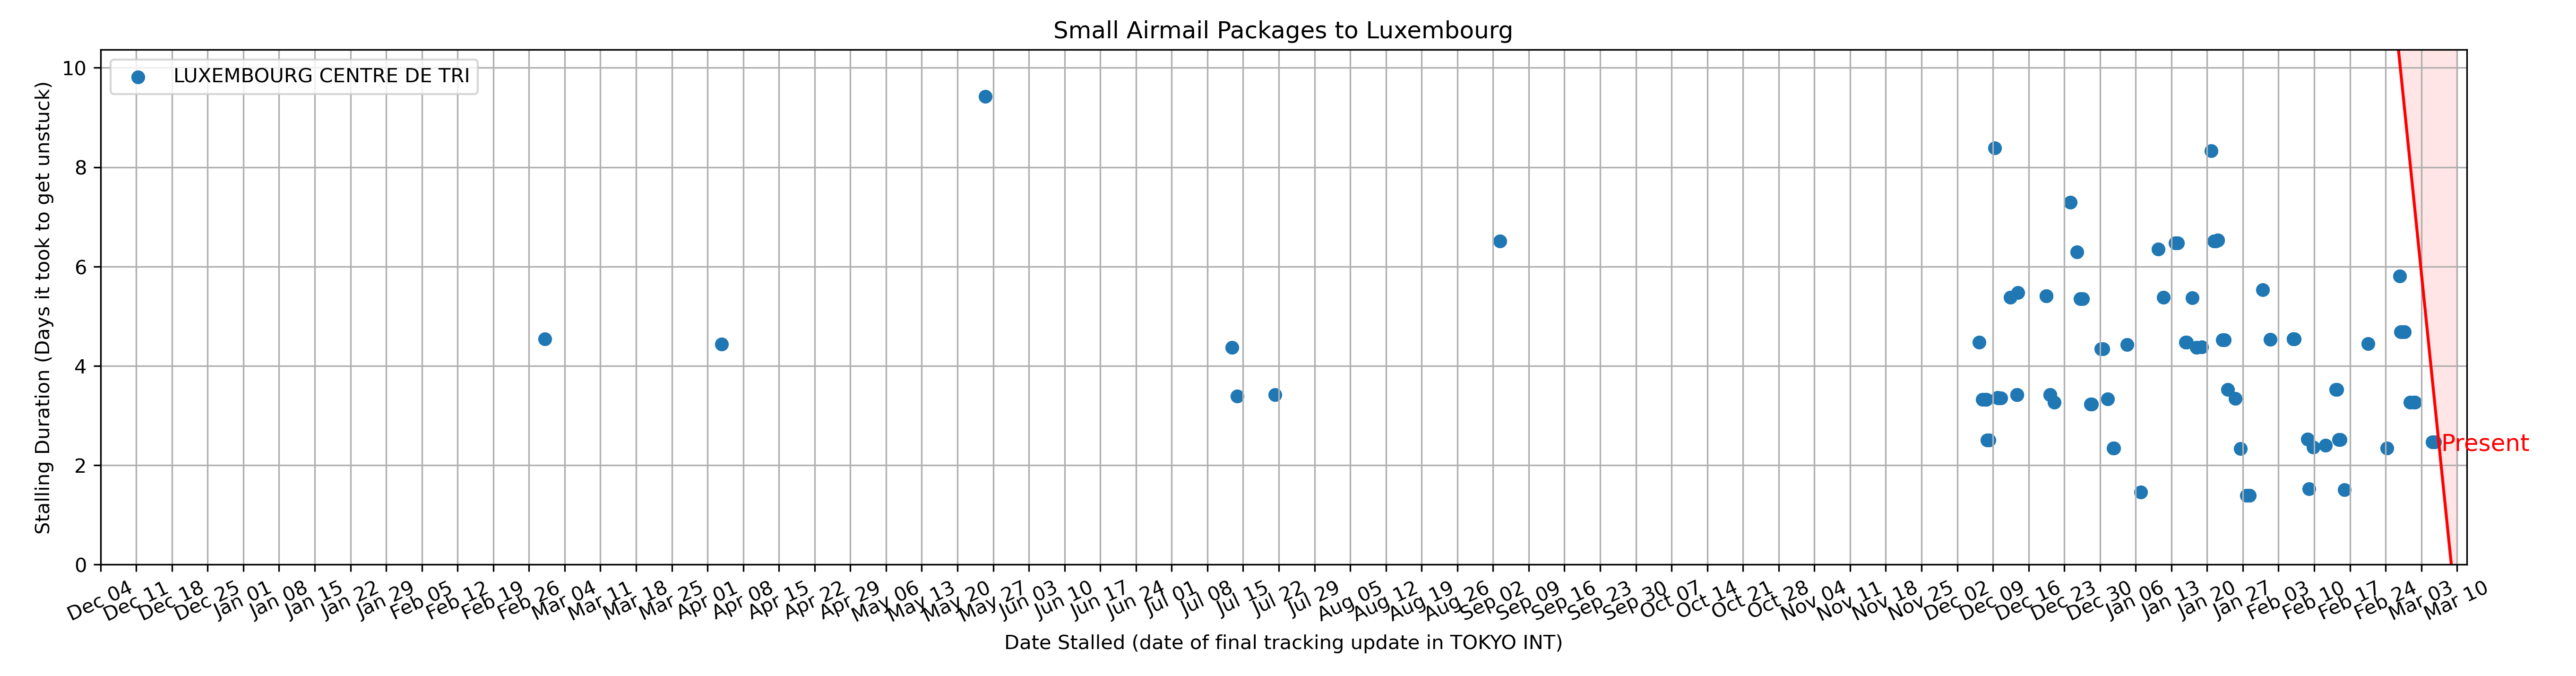 Small Airmail Packages to Luxembourg
LUXEMBOURG CENTRE DE TRI
Stalling Duration (Days it took to get unstuck)
10
8
6
4
2
0
Present
Dec 04 Dec 11 Dec 18 Dec 25 Jan 01 Jan 08 Jan 15 Jan 22 Jan 29 Feb 05 Feb 12 Feb 19 Feb 26 Mar 04 Mar 11 Mar 18 Mar 25 Apr 01 Apr 08 Apr 15 Apr 22 Apr 29 May 06 May 13 May 20 May 27 Jun 03 Jun 10 Jun 17 Jun 24 Jul 01 Jul 08 Jul 15 Jul 22 Jul 29 Aug 05 Aug 12 Aug 19 Aug 26 Sep 02 Sep 09 Sep 16 Sep 23 Sep 30 Oct 07 Oct 14 Oct 21 Oct 28 Nov 04 Nov 11 Nov 18 Nov 25 Dec 02 Dec 09 Dec 16 Dec 23 Dec 30 Jan 06 Jan 13 Jan 20 Jan 27 Feb 03 Feb 10 Feb 17 Feb 24 Mar 03 Mar 10
Date Stalled (date of final tracking update in TOKYO INT)